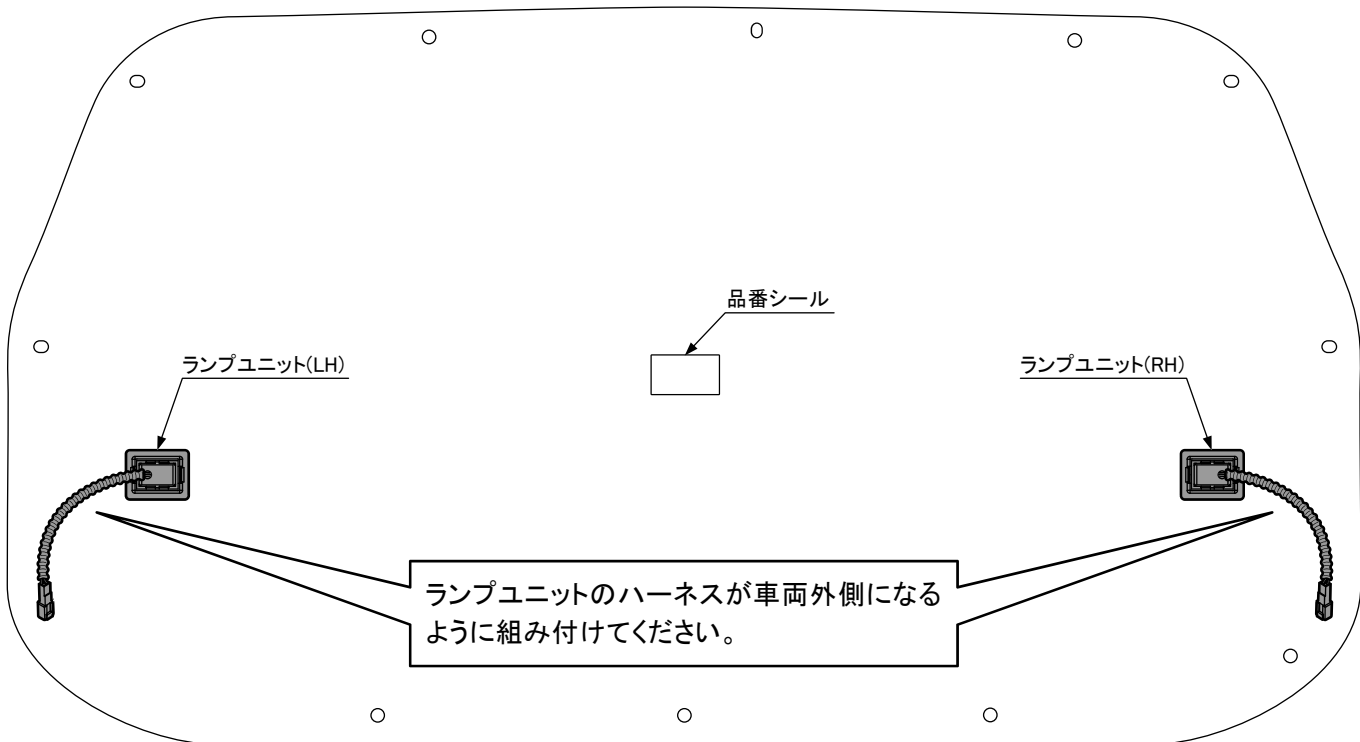 品番シール
ランプユニット(LH)
ランプユニット(RH)
ランプユニットのハーネスが車両外側になる
ように組み付けてください。